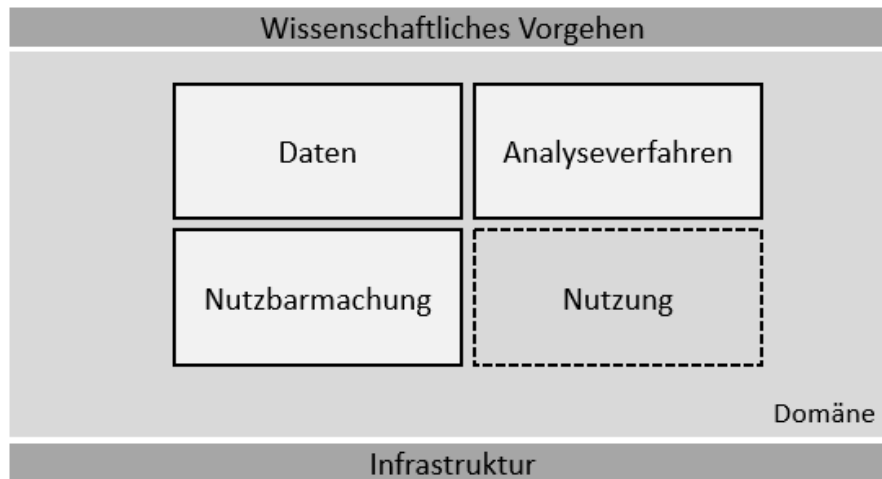 Wissenschaftliches Vorgehen
Daten
Analyseverfahren
Nutzbarmachung
Nutzung
Domäne
Infrastruktur